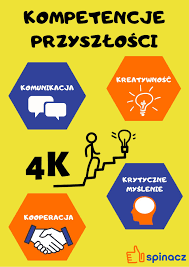 KOMPETENCJE
PRZYSZŁOŚCI
KOMUNIKACJA
KREATYWNOŚĆ
4K
KOOPERACJA
KRYTYCZNE
MYŚLENIE
spinacz